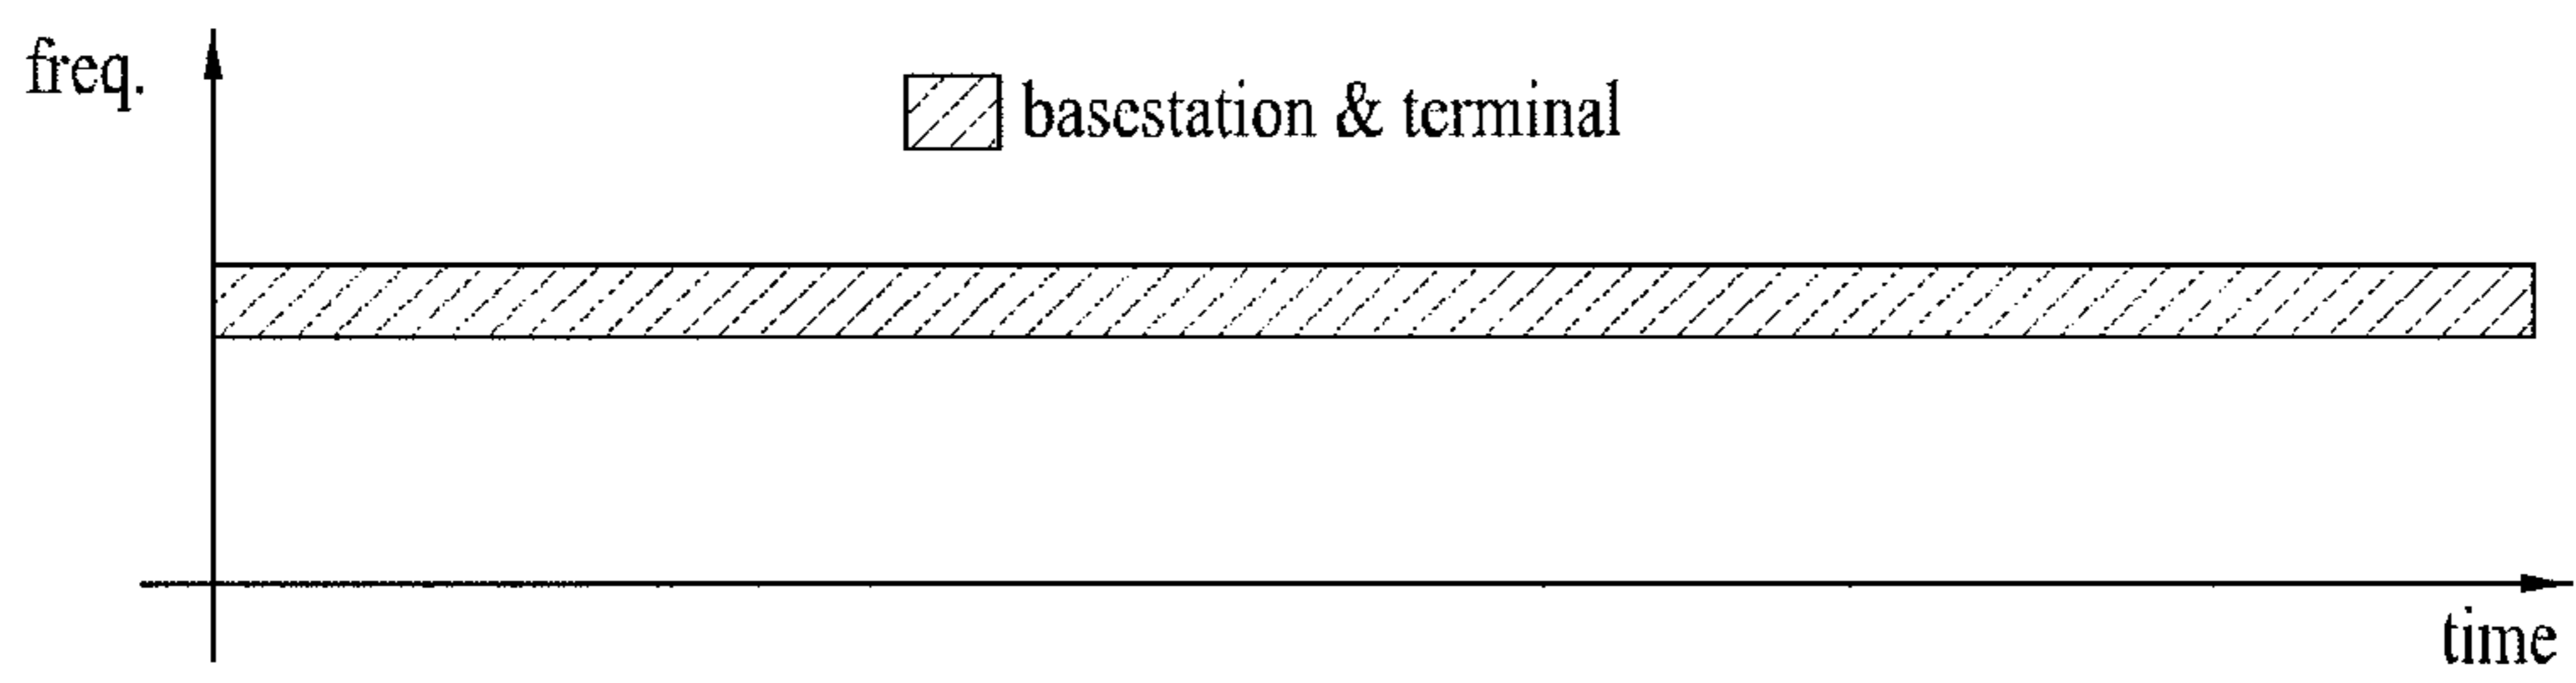 freq.
basestation & terminal
time